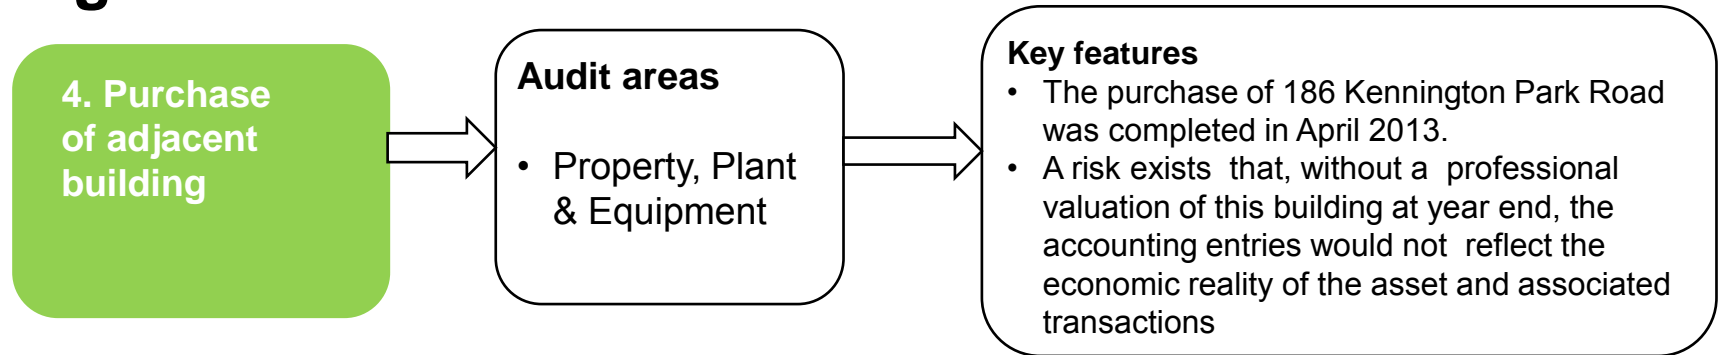 4. Purchase
of adjacent
building
Audit areas
• Property, Plant
& Equipment
Key features
• The purchase of 186 Kennington Park Road
was completed in April 2013.
• A risk exists that, without a professional
valuation of this building at year end, the
accounting entries would not reflect the
economic reality of the asset and associated
transactions